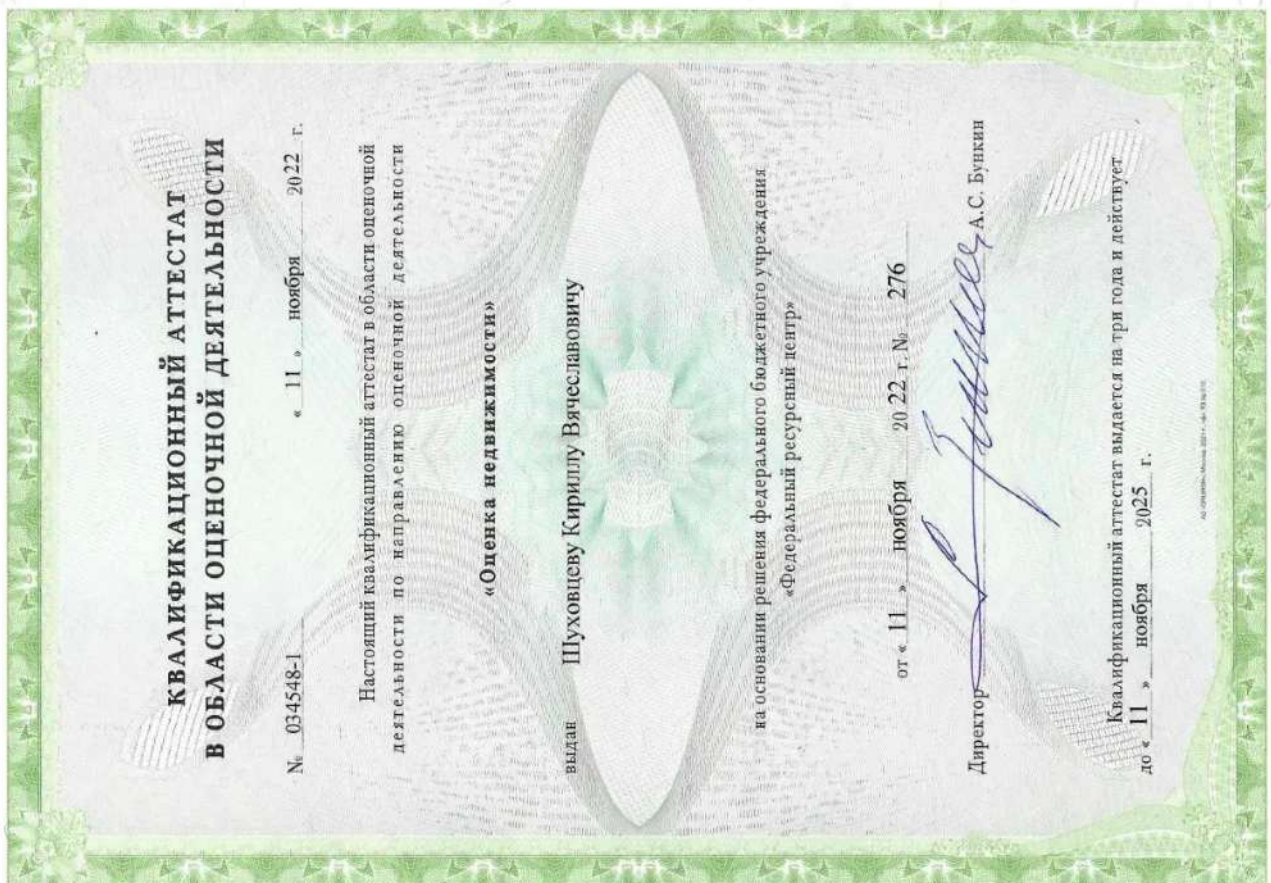 КВАЛИФИКАЦИОННЫЙ АТТЕСТАТ
В ОБЛАСТИ ОЦЕНОЧНОЙ ДЕЯТЕЛЬНОСТИ
№ 034548-1 « 11 » ноября 2022 г.
Настоящий квалификационный аттестат в области оценочной
деятельности по направлению оценочной деятельности
«Оценка недвижимости»
выдан Шуховцеву Кириллу Вячеславовичу
на основании решения федерального бюджетного учреждения
«Федеральный ресурсный центр»
от « 11 » ноября 20 22 г. № 276
Директор А.С. Бункин
Квалификационный аттестат выдается на три года и действует
до « 11 » ноября 2025 г.